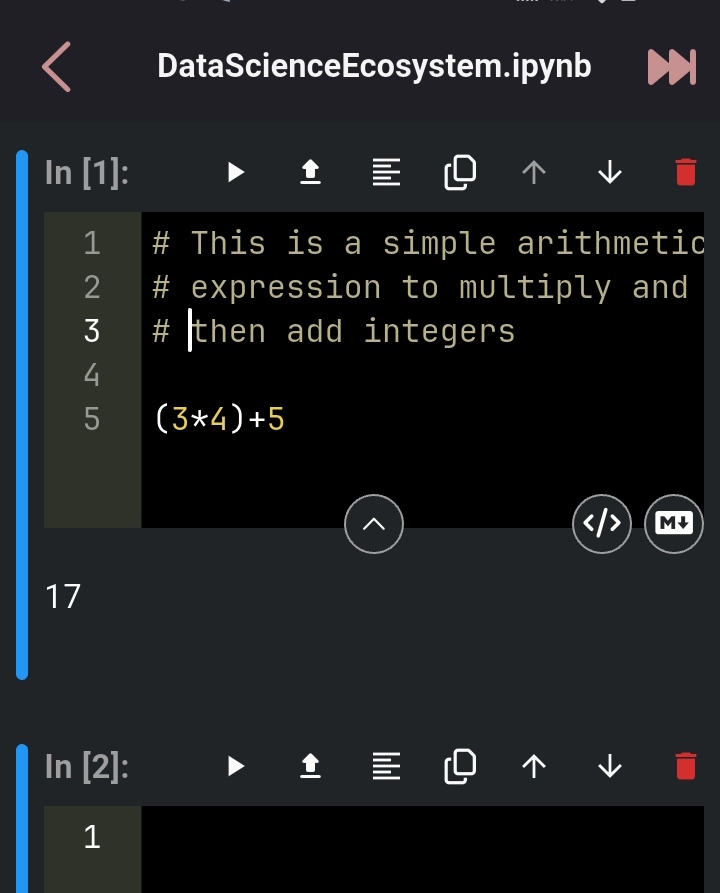 DataScienceEcosystem.ipynb
In [1]:
1 # This is a simple arithmetic
2 # expression to multiply and
3 # then add integers
4
5 (3*4)+5
</>
M
17
In [2]:
1